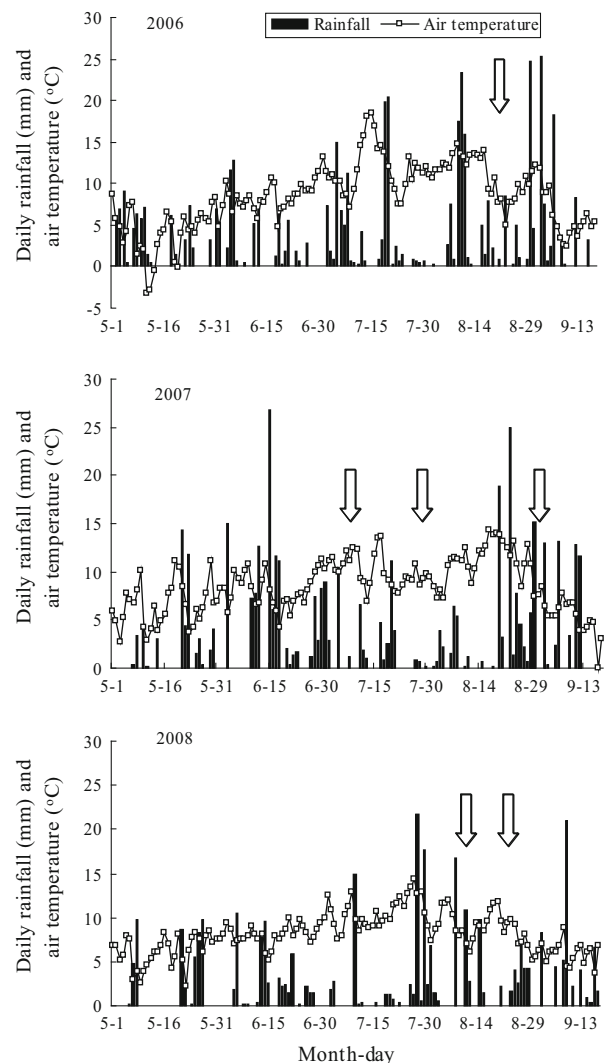 2006
Rainfall
Air temperature
Daily rainfall (mm) and
air temperature (°C)
30
25
20
15
10
5
0
-5
5-1 5-16 5-31 6-15 6-30 7-15 7-30 8-14 8-29 9-13
2007
Daily rainfall (mm) and
air temperature (°C)
30
25
20
15
10
5
0
5-1 5-16 5-31 6-15 6-30 7-15 7-30 8-14 8-29 9-13
2008
Daily rainfall (mm) and
air temperature (°C)
30
25
20
15
10
5
0
5-1 5-16 5-31 6-15 6-30 7-15 7-30 8-14 8-29 9-13
Month-day